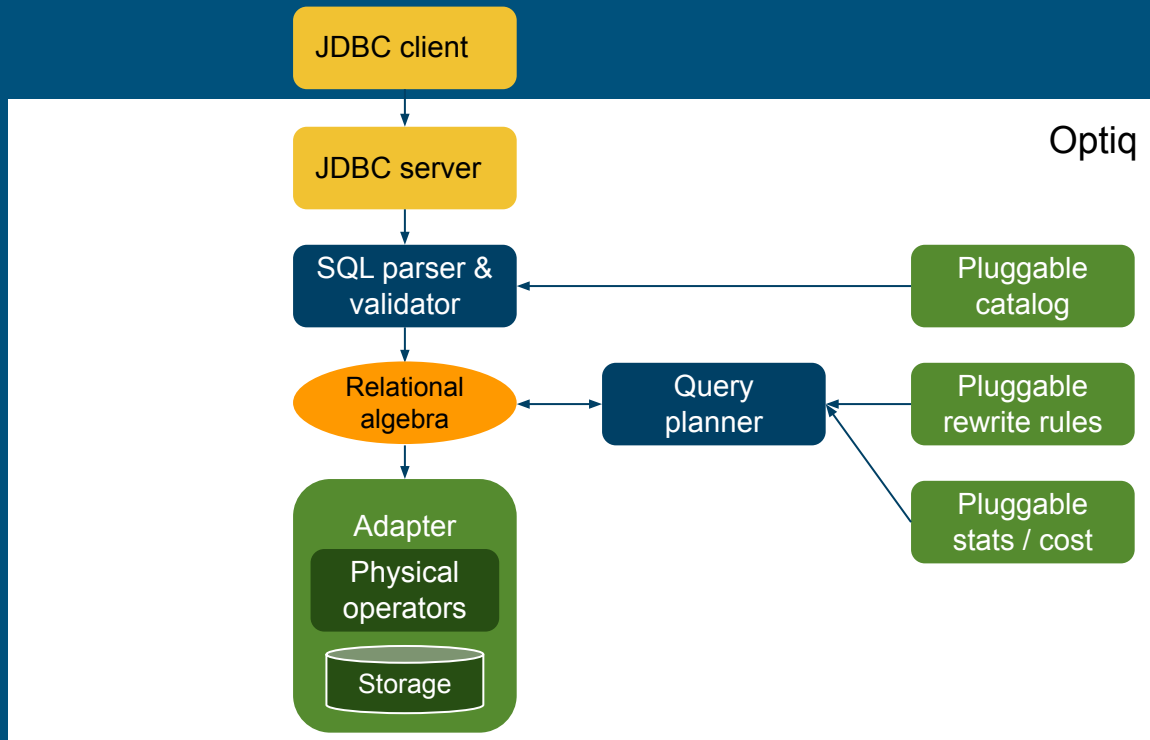 JDBC client
Optiq
JDBC server
SQL parser &
validator
Pluggable
catalog
Relational
algebra
Query
planner
Pluggable
rewrite rules
Pluggable
stats / cost
Adapter
Physical
operators
Storage